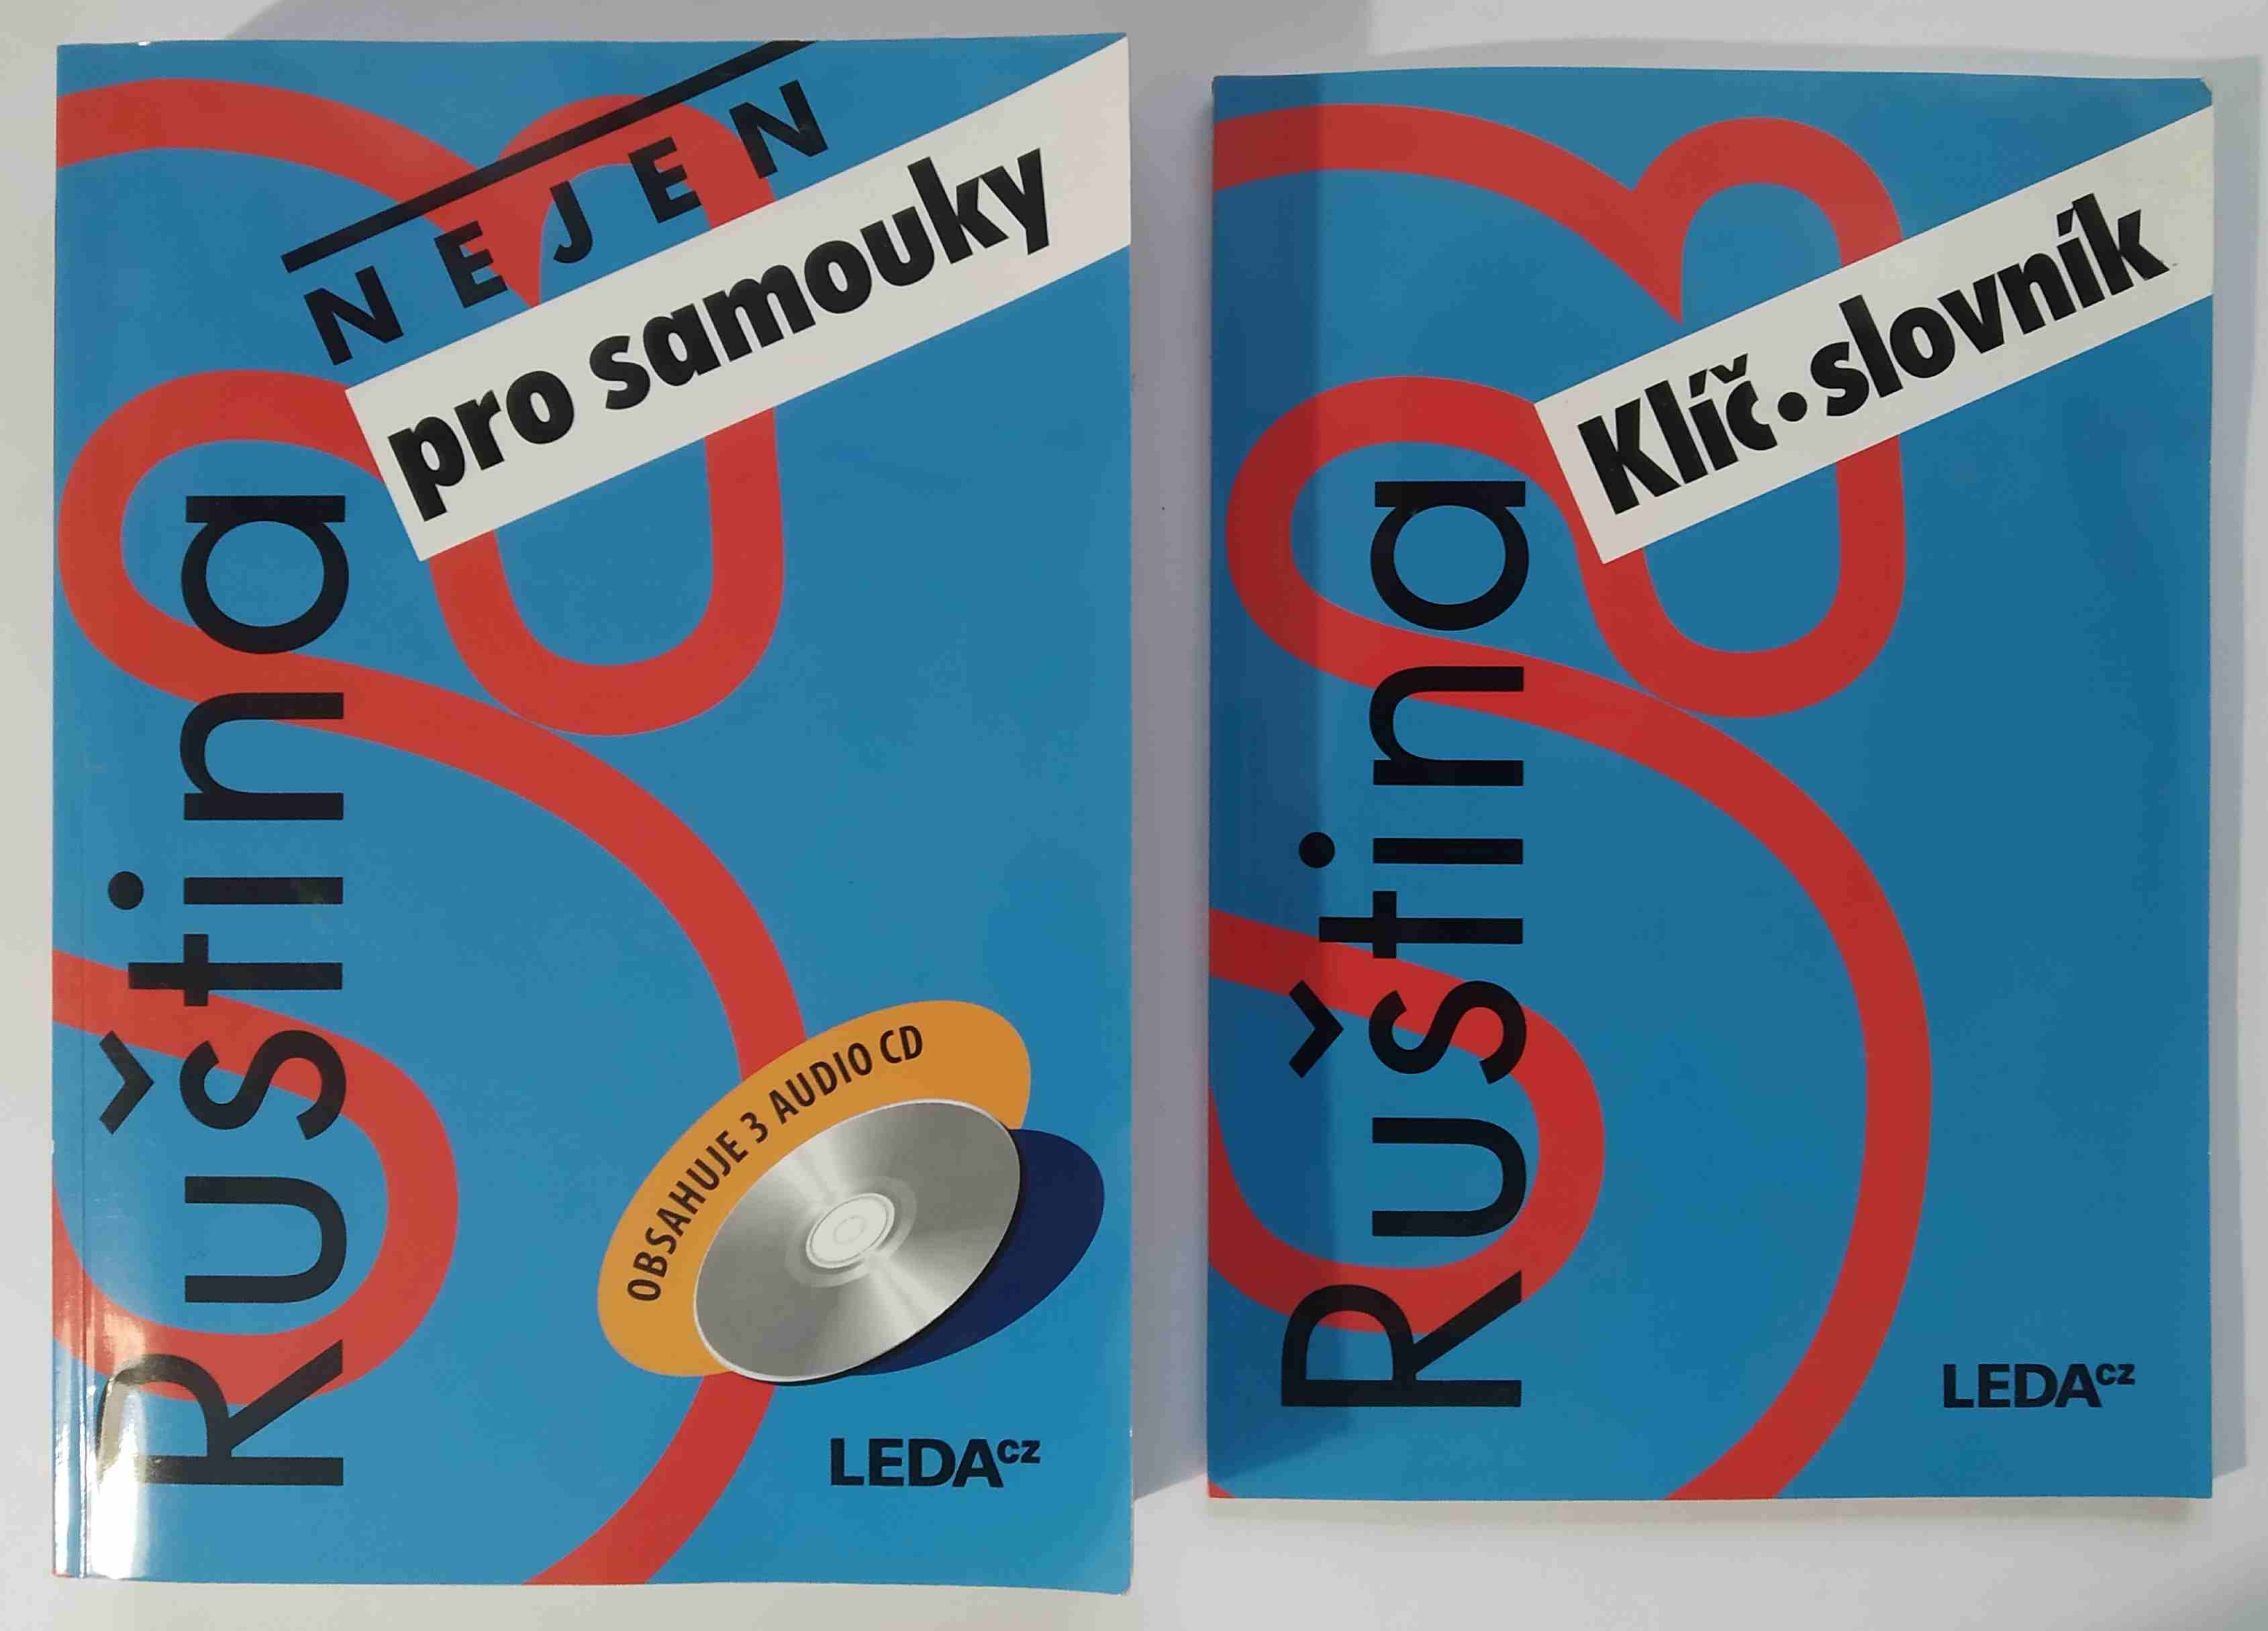 NEJEN
pro samouky
Ruština
OBSAHUJE 3 AUDIO CD
LEDAcz
Klíč·slovník
Ruština
LEDAcz